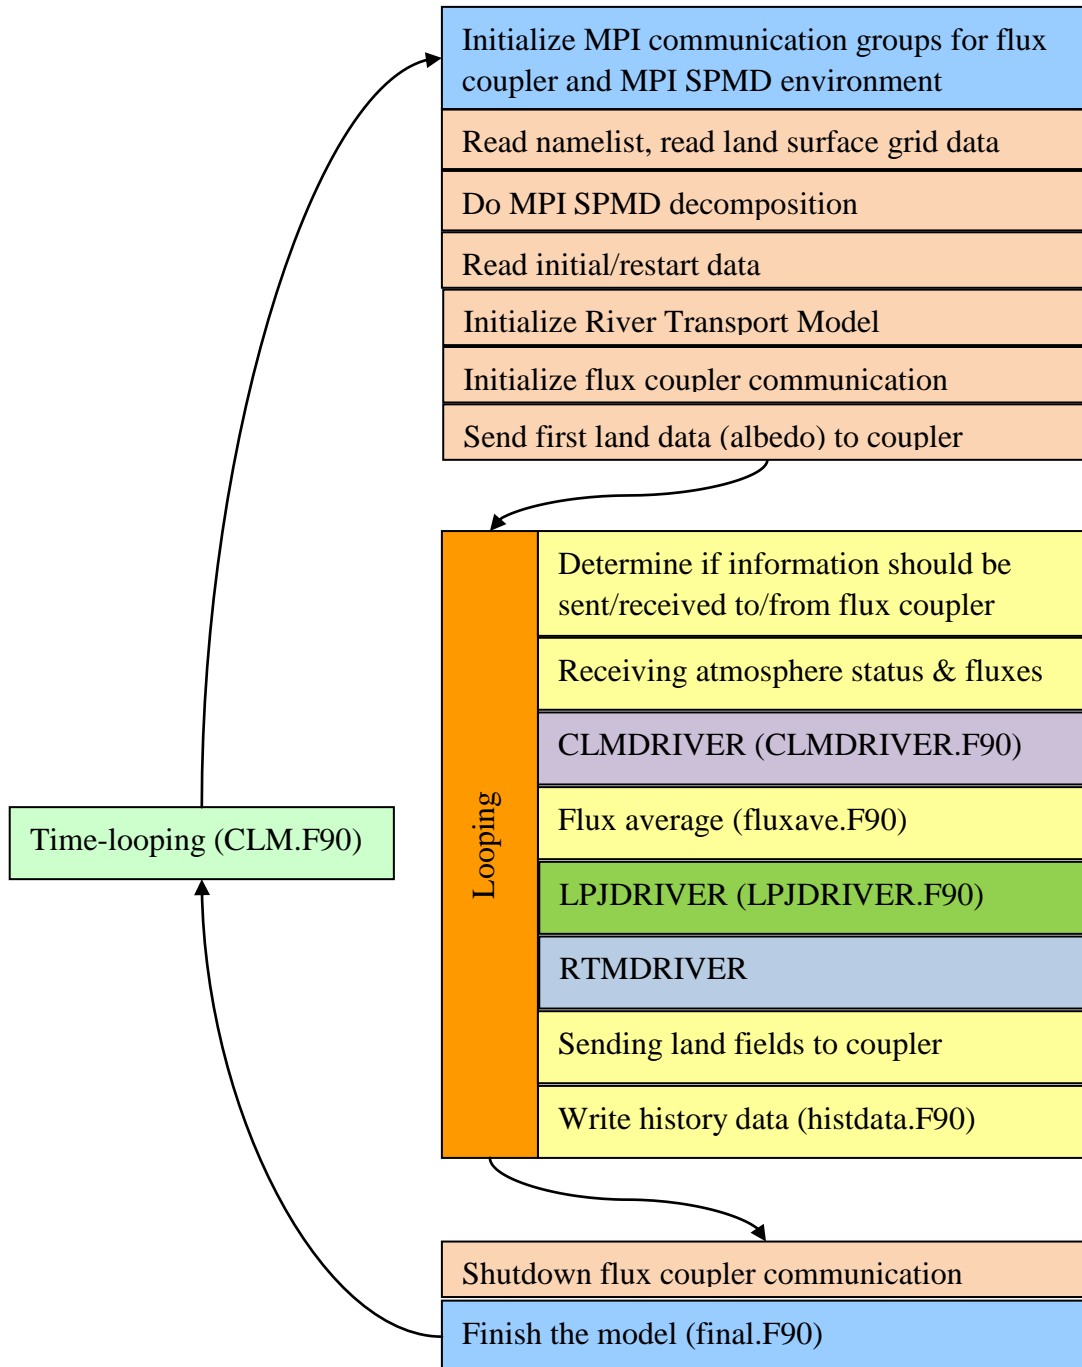 Initialize MPI communication groups for flux
coupler and MPI SPMD environment
Read namelist, read land surface grid data
Do MPI SPMD decomposition
Read initial/restart data
Initialize River Transport Model
Initialize flux coupler communication
Send first land data (albedo) to coupler
Time-looping (CLM.F90)
Looping
Determine if information should be
sent/received to/from flux coupler
Receiving atmosphere status & fluxes
CLMDRIVER (CLMDRIVER.F90)
Flux average (fluxave.F90)
LPJDRIVER (LPJDRIVER.F90)
RTMDRIVER
Sending land fields to coupler
Write history data (histdata.F90)
Shutdown flux coupler communication
Finish the model (final.F90)